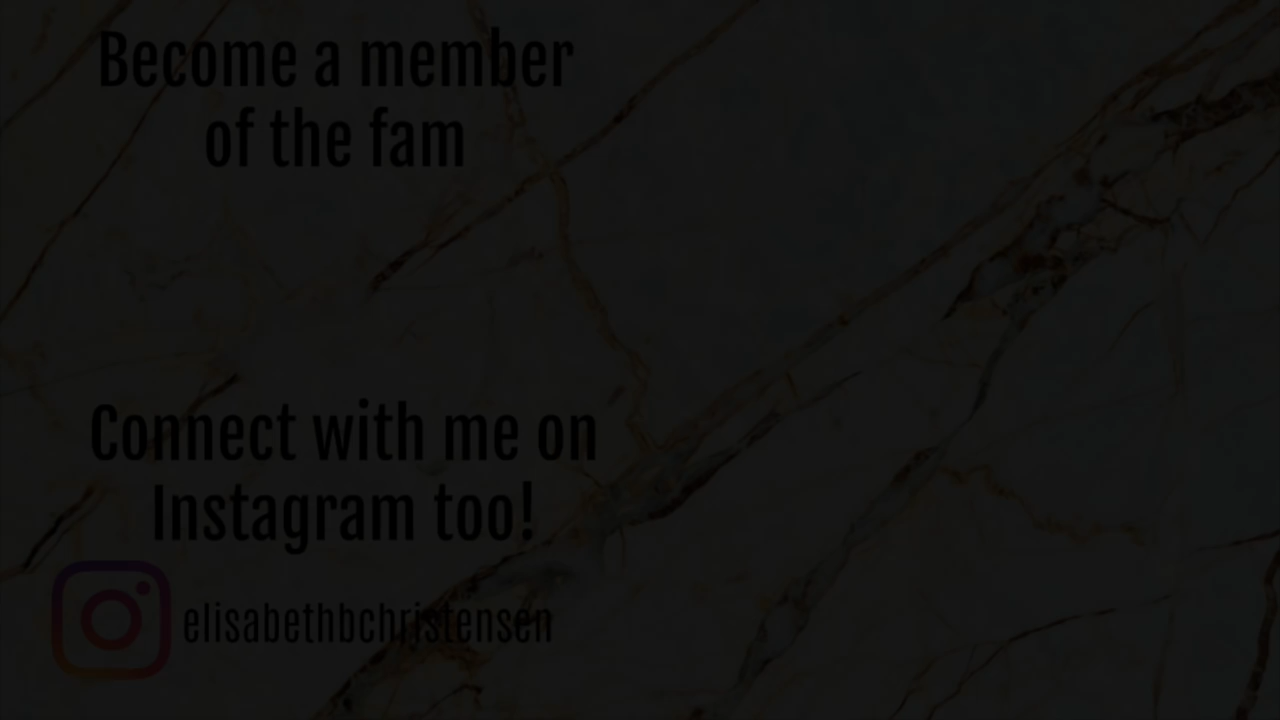 Become a member
of the fam
Connect with me on
Instagram too!
elisabethbchristensen